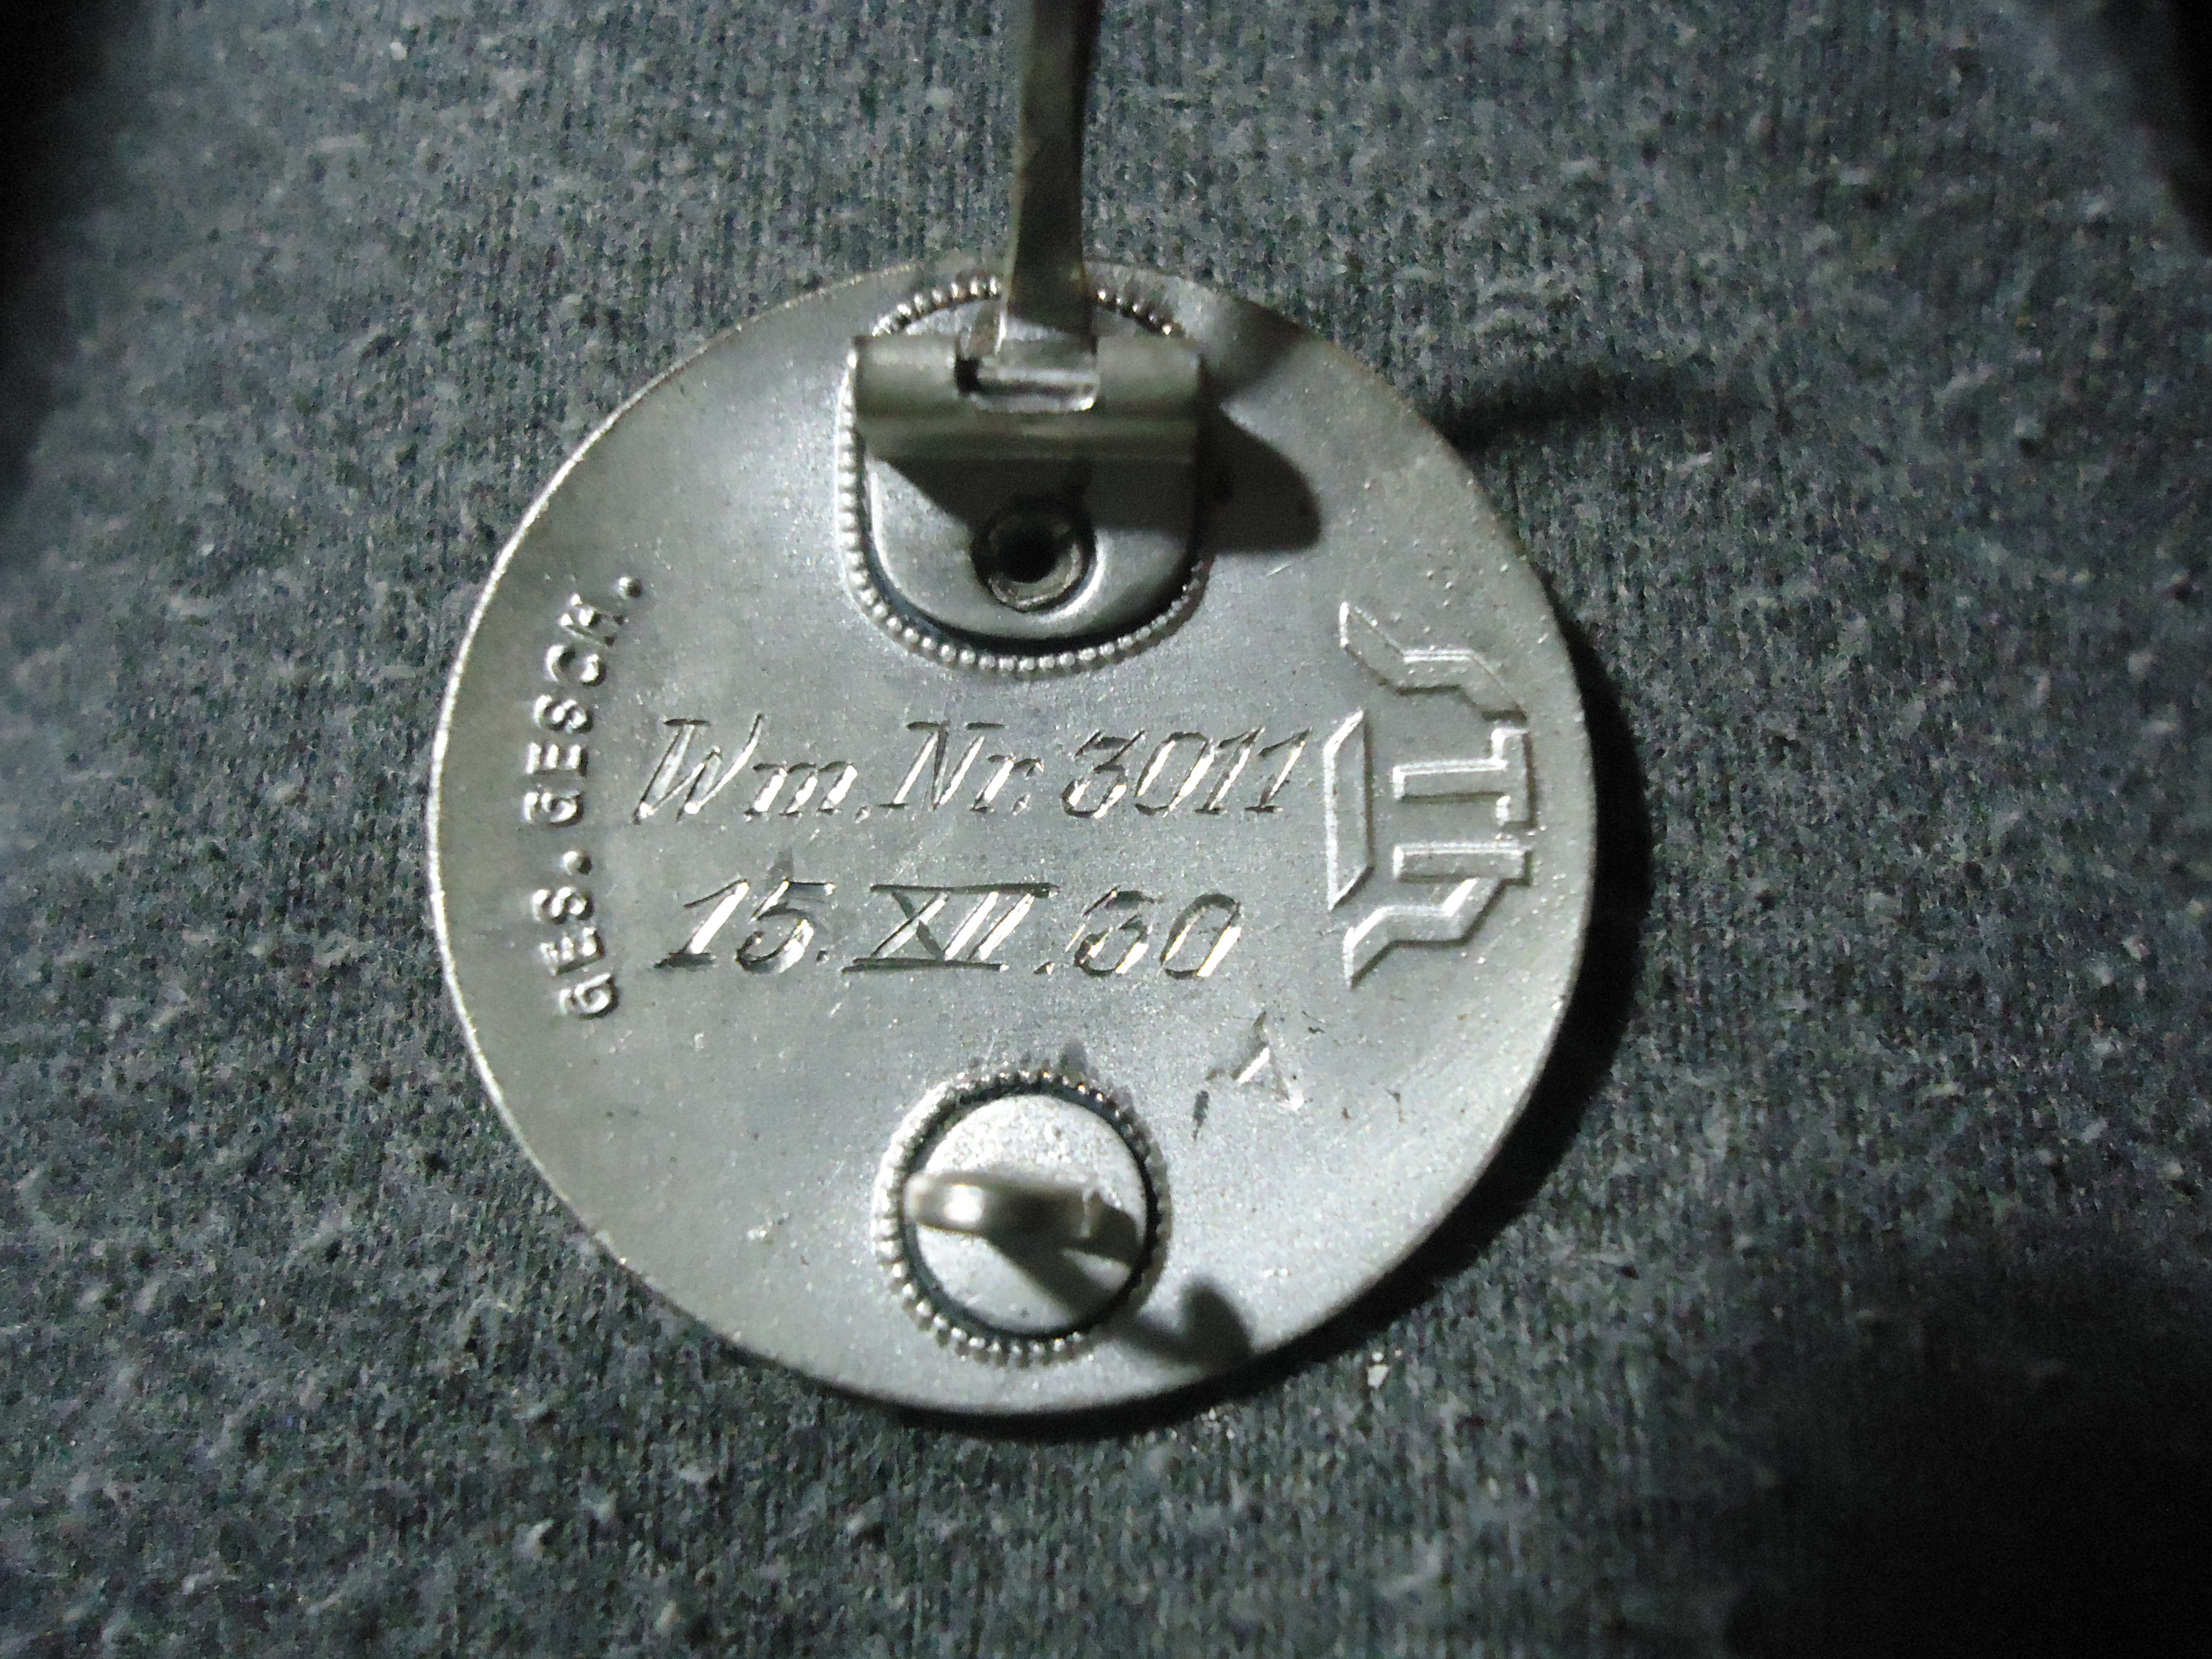 GES. GESCH.
Wm. Nr. 3011
15. XII. 30